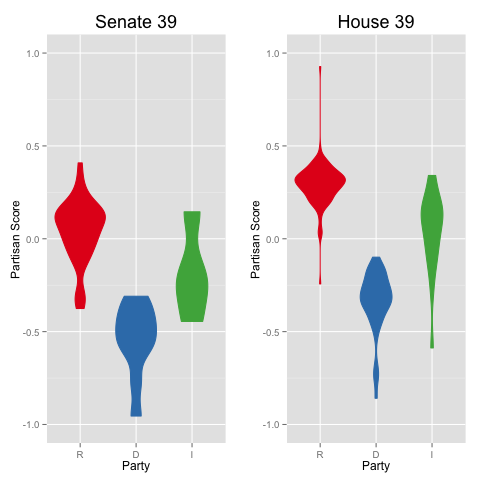 Senate 39
1.0
0.5
0.0
-0.5
-1.0
Partisan Score
R D I
Party
House 39
1.0
0.5
0.0
-0.5
-1.0
Partisan Score
R D I
Party